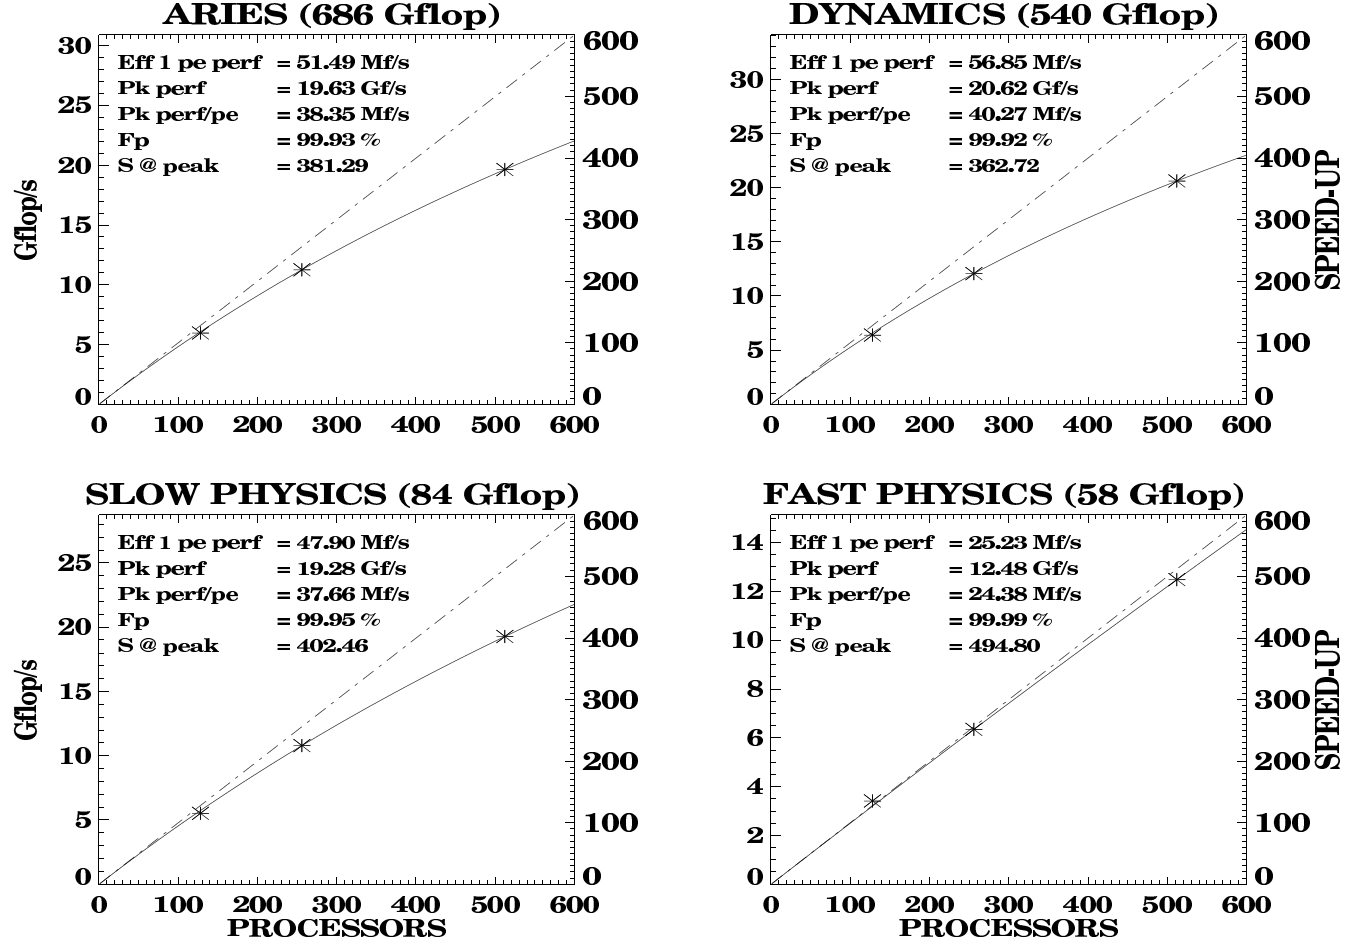 ARIES (686 Gflop)
Eff 1 pe perf = 51.49 Mf/s
Pk perf = 19.63 Gf/s
Pk perf/pe = 38.35 Mf/s
Fp = 99.93 %
S @ peak = 381.29
Gflop/s
30
25
20
15
10
5
0
600
500
400
300
200
100
0
0 100 200 300 400 500 600
DYNAMICS (540 Gflop)
Eff 1 pe perf = 56.85 Mf/s
Pk perf = 20.62 Gf/s
Pk perf/pe = 40.27 Mf/s
Fp = 99.92 %
S @ peak = 362.72
30
25
20
15
10
5
0
600
500
400
300
200
100
0
SPEED-UP
0 100 200 300 400 500 600
SLOW PHYSICS (84 Gflop)
Eff 1 pe perf = 47.90 Mf/s
Pk perf = 19.28 Gf/s
Pk perf/pe = 37.66 Mf/s
Fp = 99.95 %
S @ peak = 402.46
Gflop/s
25
20
15
10
5
0
600
500
400
300
200
100
0
0 100 200 300 400 500 600
PROCESSORS
FAST PHYSICS (58 Gflop)
Eff 1 pe perf = 25.23 Mf/s
Pk perf = 12.48 Gf/s
Pk perf/pe = 24.38 Mf/s
Fp = 99.99 %
S @ peak = 494.80
14
12
10
8
6
4
2
0
600
500
400
300
200
100
0
SPEED-UP
0 100 200 300 400 500 600
PROCESSORS